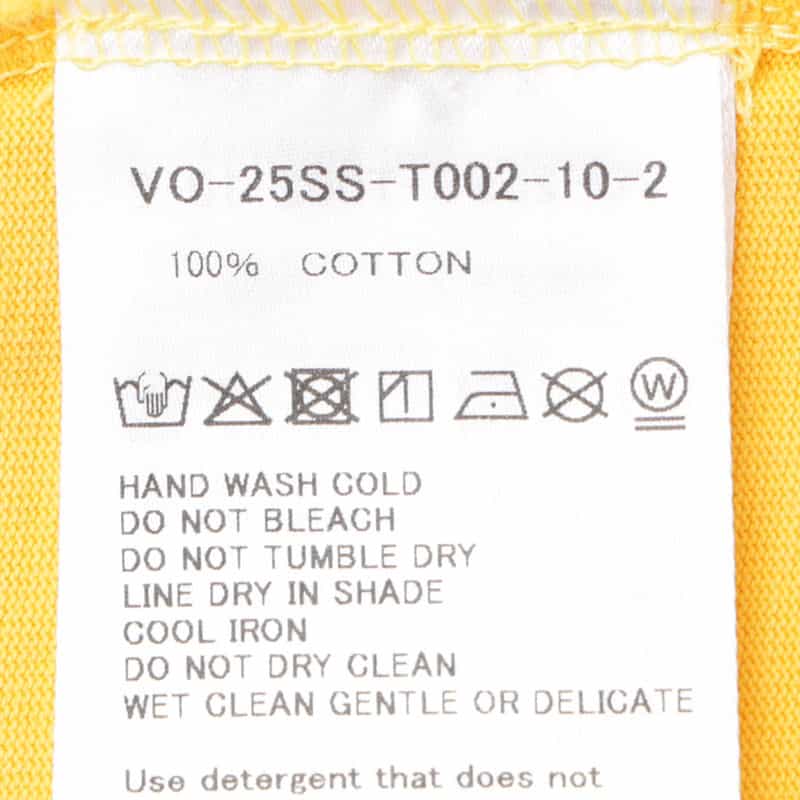 VO-25SS-T002-10-2
100% COTTON
W
HAND WASH COLD
DO NOT BLEACH
DO NOT TUMBLE DRY
LINE DRY IN SHADE
COOL IRON
DO NOT DRY CLEAN
WET CLEAN GENTLE OR DELICATE
Use detergent that does not